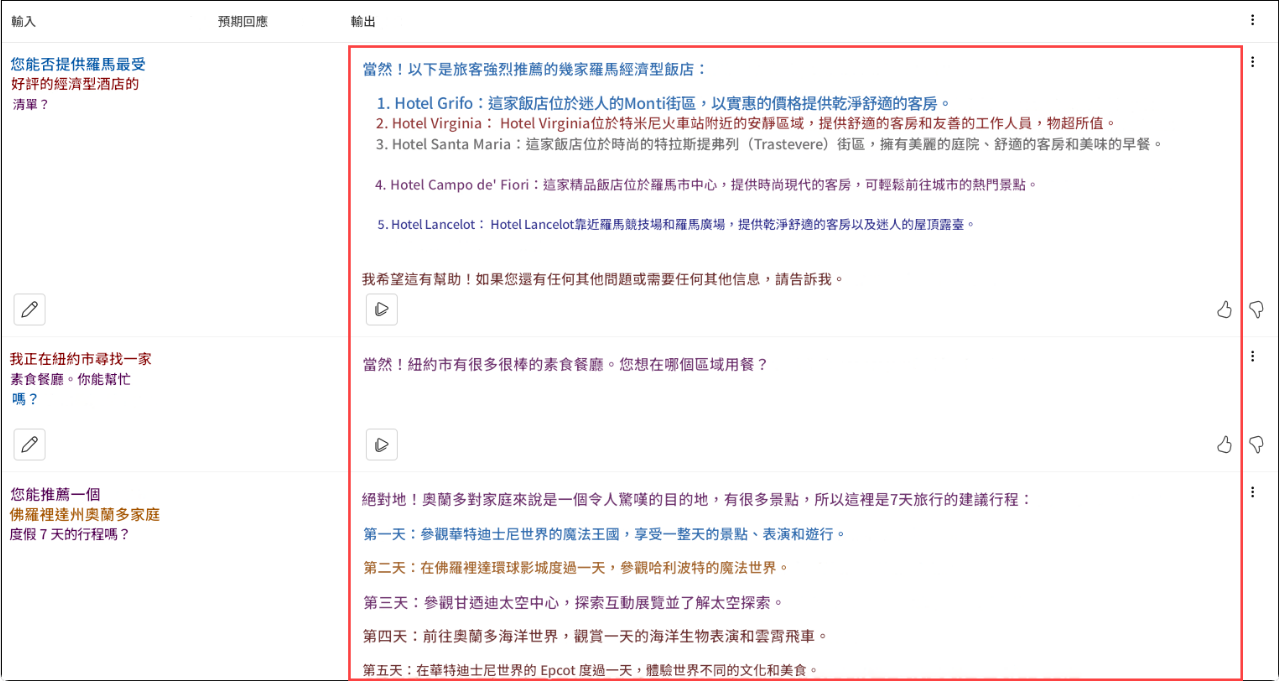 輸入
預期回應
輸出
您能否提供羅馬最受
好評的經濟型酒店的
清單？
當然！以下是旅客強烈推薦的幾家羅馬經濟型飯店：
1. Hotel Grifo：這家飯店位於迷人的Monti街區，以實惠的價格提供乾淨舒適的客房。
2. Hotel Virginia： Hotel Virginia位於特米尼火車站附近的安靜區域，提供舒適的客房和友善的工作人員，物超所值。
3. Hotel Santa Maria：這家飯店位於時尚的特拉斯提弗列（Trastevere）街區，擁有美麗的庭院、舒適的客房和美味的早餐。
4. Hotel Campo de' Fiori：這家精品飯店位於羅馬市中心，提供時尚現代的客房，可輕鬆前往城市的熱門景點。
5. Hotel Lancelot： Hotel Lancelot靠近羅馬競技場和羅馬廣場，提供乾淨舒適的客房以及迷人的屋頂露臺。
我希望這有幫助！如果您還有任何其他問題或需要任何其他信息，請告訴我。
我正在紐約市尋找一家
素食餐廳。你能幫忙
嗎？
當然！紐約市有很多很棒的素食餐廳。您想在哪個區域用餐？
您能推薦一個
佛羅裡達州奧蘭多家庭
度假 7 天的行程嗎？
絕對地！奧蘭多對家庭來說是一個令人驚嘆的目的地，有很多景點，所以這裡是7天旅行的建議行程：
第一天：參觀華特迪士尼世界的魔法王國，享受一整天的景點、表演和遊行。
第二天：在佛羅裡達環球影城度過一天，參觀哈利波特的魔法世界。
第三天：參觀甘迺迪太空中心，探索互動展覽並了解太空探索。
第四天：前往奧蘭多海洋世界，觀賞一天的海洋生物表演和雲霄飛車。
第五天：在華特迪士尼世界的 Epcot 度過一天，體驗世界不同的文化和美食。